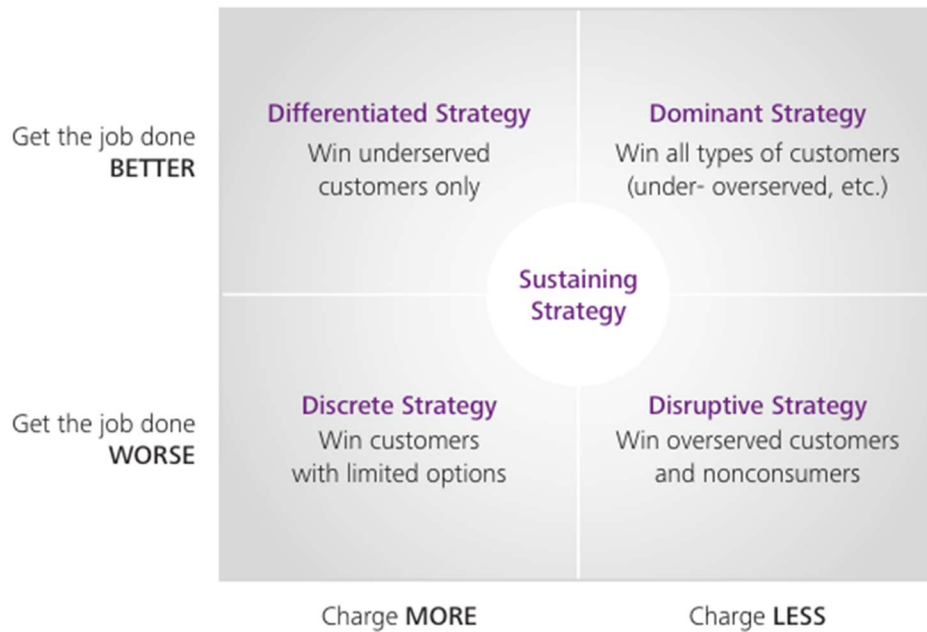 Get the job done
BETTER
Differentiated Strategy
Win underserved
customers only
Dominant Strategy
Win all types of customers
(under- overserved, etc.)
Sustaining
Strategy
Get the job done
WORSE
Discrete Strategy
Win customers
with limited options
Disruptive Strategy
Win overserved customers
and nonconsumers
Charge MORE
Charge LESS